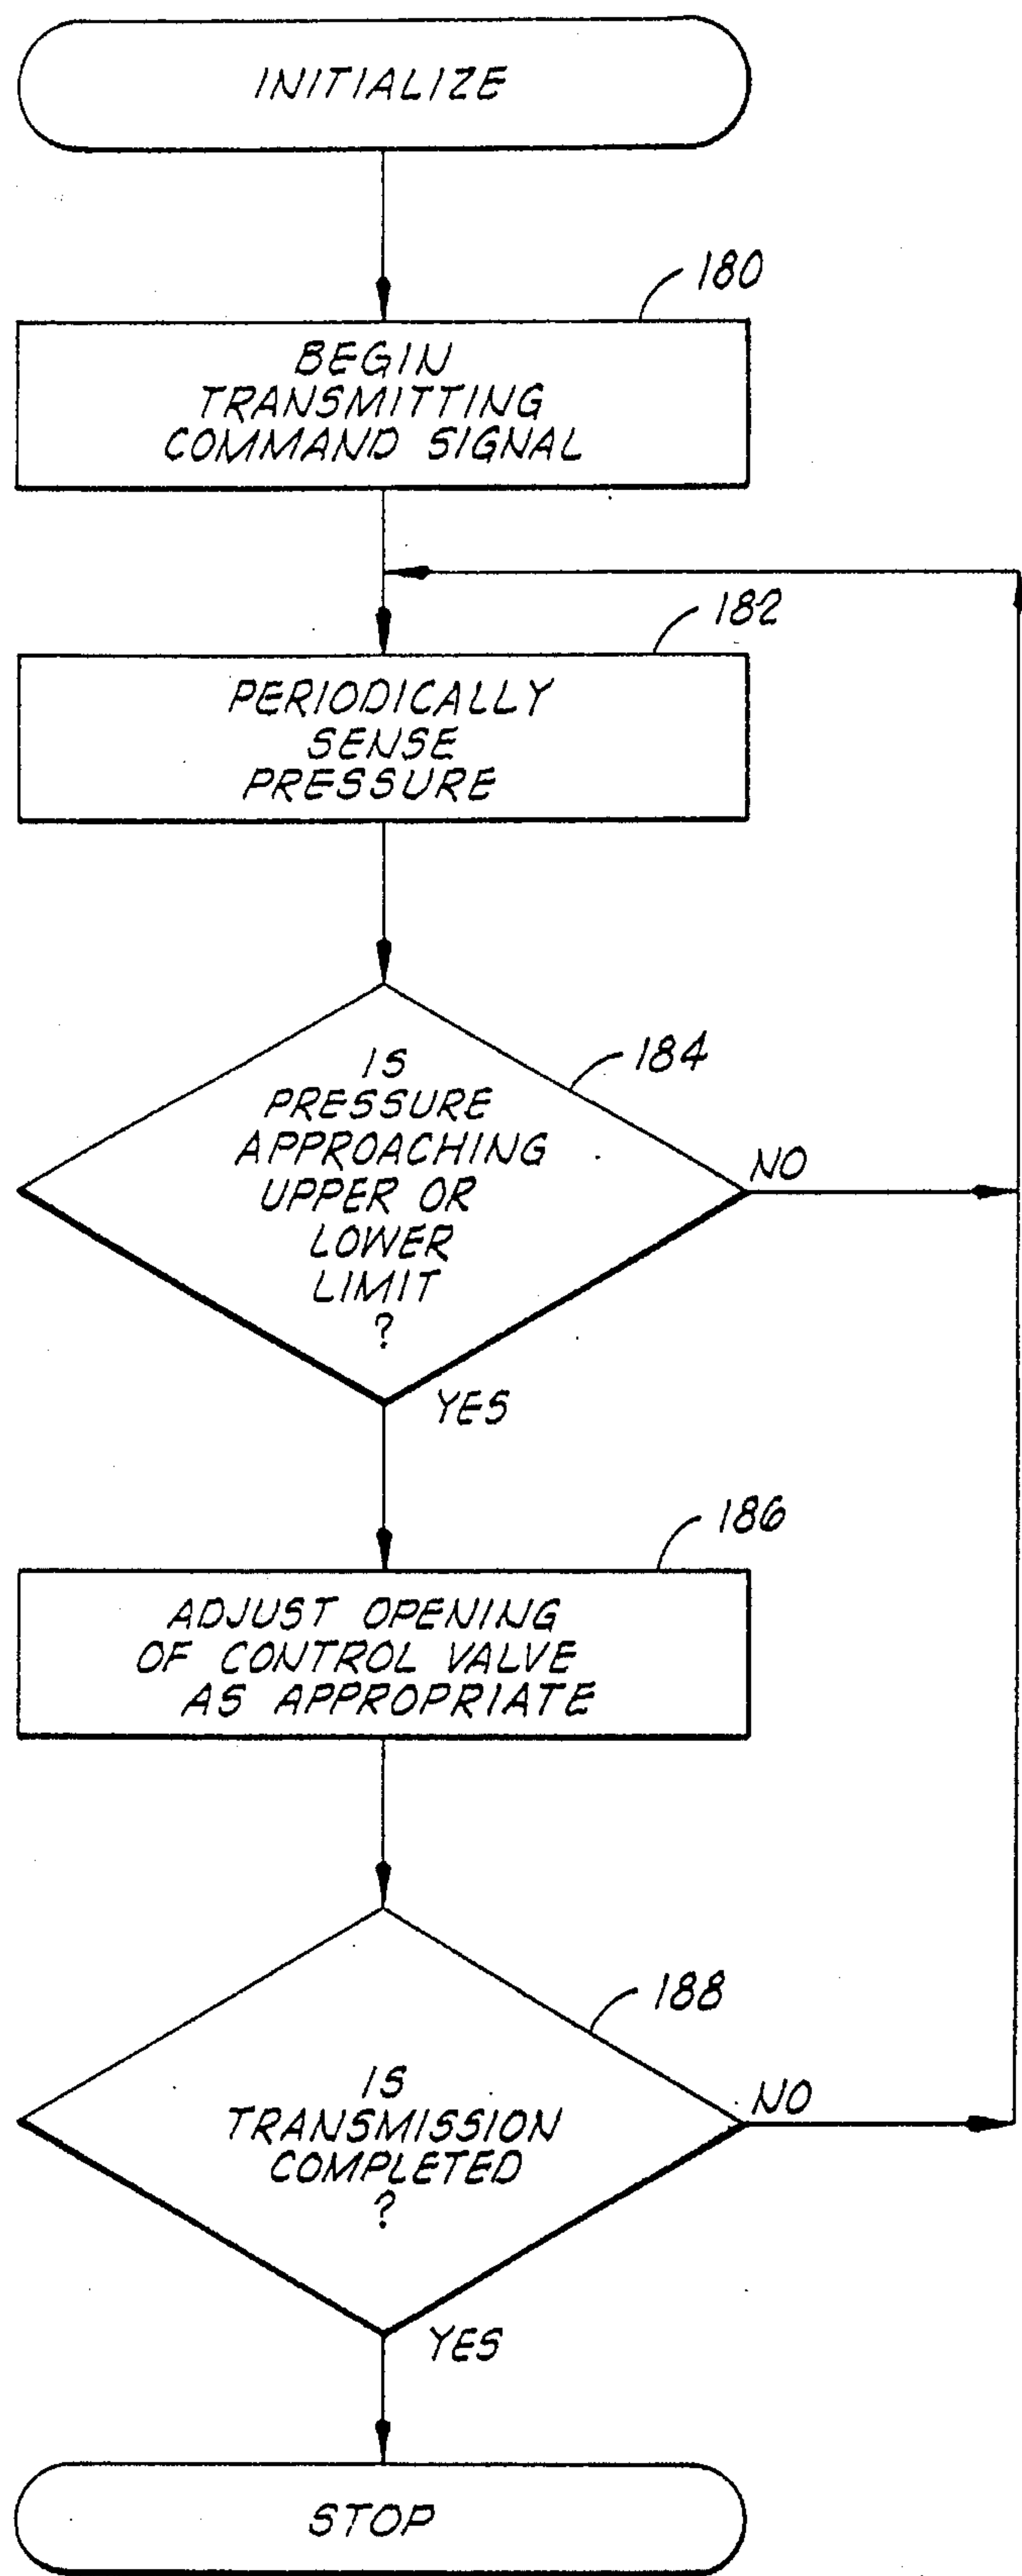 INITIALIZE
180
BEGIN
TRANSMITTING
COMMAND SIGNAL
182
PERIODICALLY
SENSE
PRESSURE
184
IS
PRESSURE
APPROACHING
UPPER OR
LOWER
LIMIT
?
NO
YES
186
ADJUST OPENING
OF CONTROL VALVE
AS APPROPRIATE
188
IS
TRANSMISSION
COMPLETED
?
NO
YES
STOP